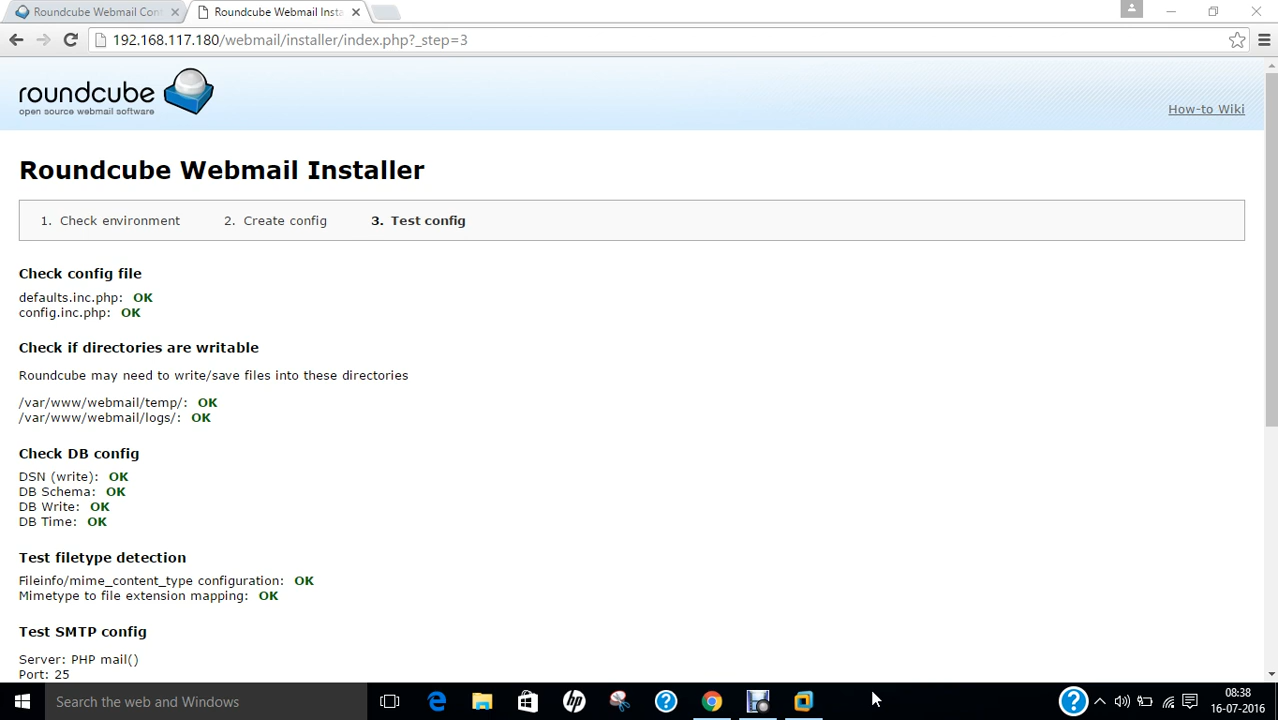 Roundcube Webmail Con
Roundcube Webmail Insta
192.168.117.180/webmail/installer/index.php?_step=3
roundcube
open source webmail software
How-to Wiki
Roundcube Webmail Installer
1. Check environment 2. Create config 3. Test config
Check config file
defaults.inc.php: OK
config.inc.php: OK
Check if directories are writable
Roundcube may need to write/save files into these directories
/var/www/webmail/temp/: OK
/var/www/webmail/logs/: OK
Check DB config
DSN (write): OK
DB Schema: OK
DB Write: OK
DB Time: OK
Test filetype detection
Fileinfo/mime_content_type configuration: OK
Mimetype to file extension mapping: OK
Test SMTP config
Server: PHP mail()
Port: 25
Search the web and Windows
hp
?
?
08:38
16-07-2016